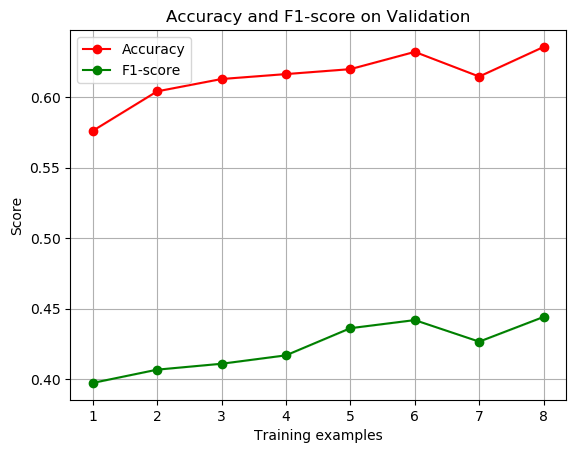 Accuracy and F1-score on Validation
Accuracy
F1-score
0.60
0.55
0.50
0.45
0.40
Score
1 2 3 4 5 6 7 8
Training examples